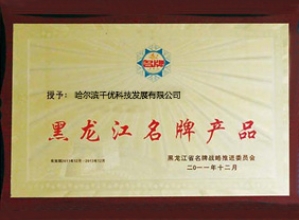 授予：哈尔滨千优科技发展有限公司
黑龙江名牌产品
黑龙江省名牌战略推进委员会
二〇一一年十二月